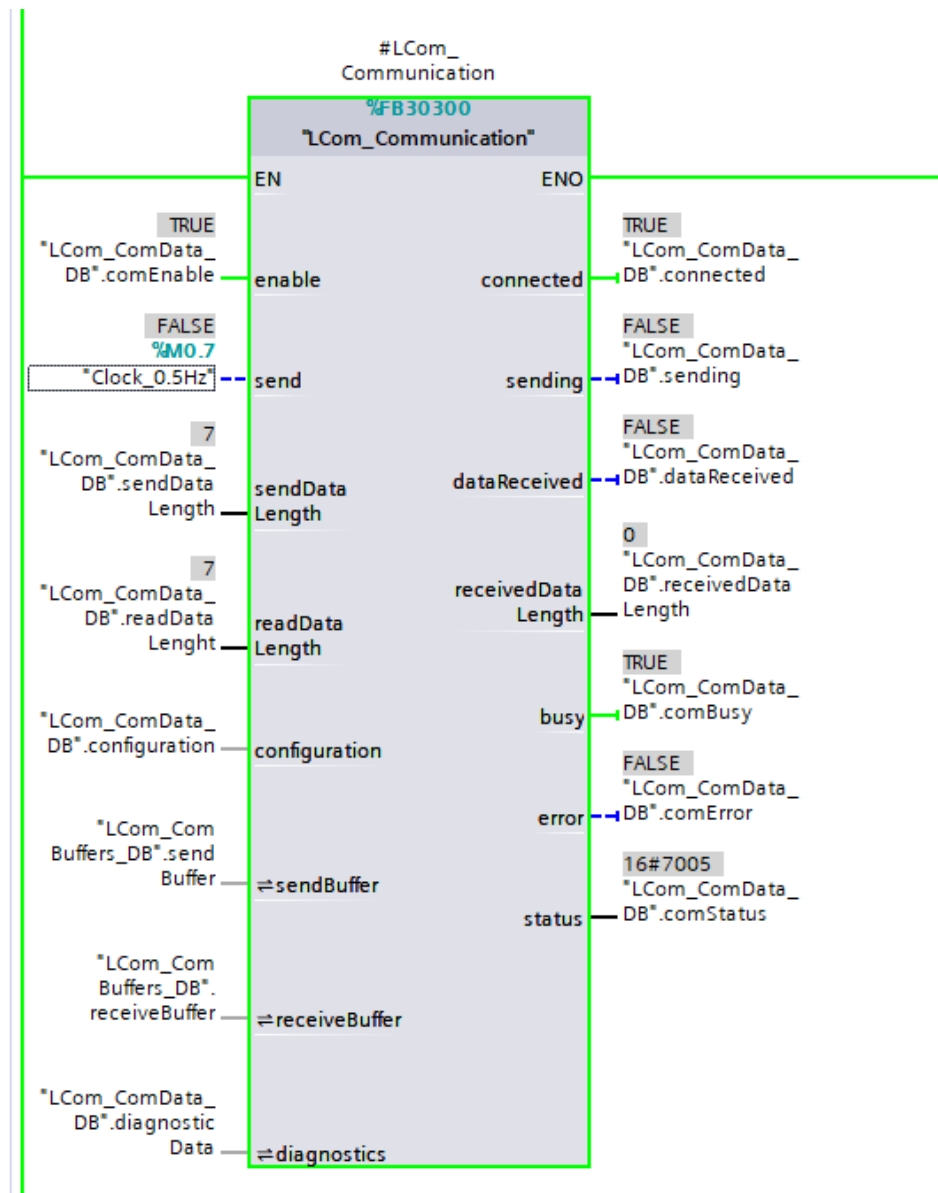 #LCom_
Communication
%FB30300
"LCom_Communication"
EN
ENO
TRUE
"LCom_ComData_
DB".comEnable
enable
connected
TRUE
"LCom_ComData_
DB".connected
FALSE
%M0.7
"Clock_0.5Hz"
send
sending
FALSE
"LCom_ComData_
DB".sending
7
"LCom_ComData_
DB".sendData
Length
sendData
Length
dataReceived
FALSE
"LCom_ComData_
DB".dataReceived
7
"LCom_ComData_
DB".readData
Lenght
readData
Length
receivedData
Length
0
"LCom_ComData_
DB".receivedData
Length
"LCom_ComData_
DB".configuration
configuration
busy
TRUE
"LCom_ComData_
DB".comBusy
error
FALSE
"LCom_ComData_
DB".comError
"LCom_Com
Buffers_DB".send
Buffer
⇌sendBuffer
status
16#7005
"LCom_ComData_
DB".comStatus
"LCom_Com
Buffers_DB".
receiveBuffer
⇌receiveBuffer
"LCom_ComData_
DB".diagnostic
Data
⇌diagnostics